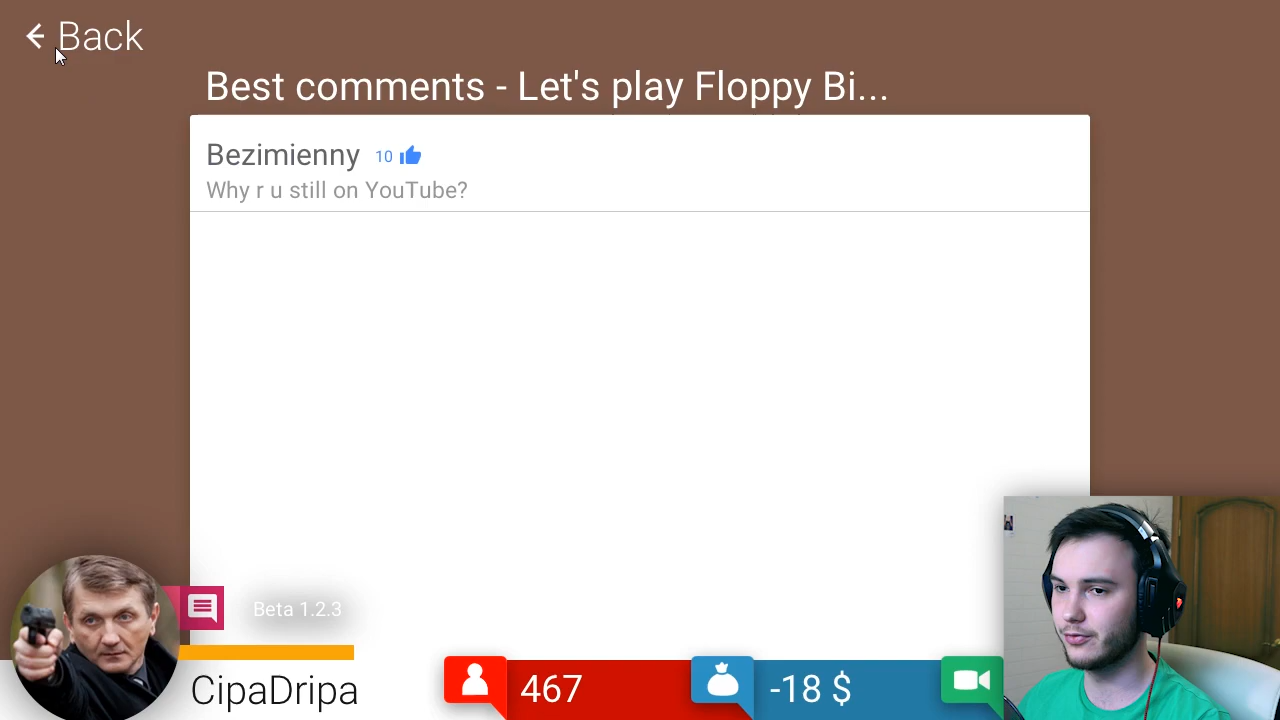 Back
Best comments - Let's play Floppy Bi...
Bezimienny 10
Why r u still on YouTube?
Beta 1.2.3
CipaDripa
467
-18 $